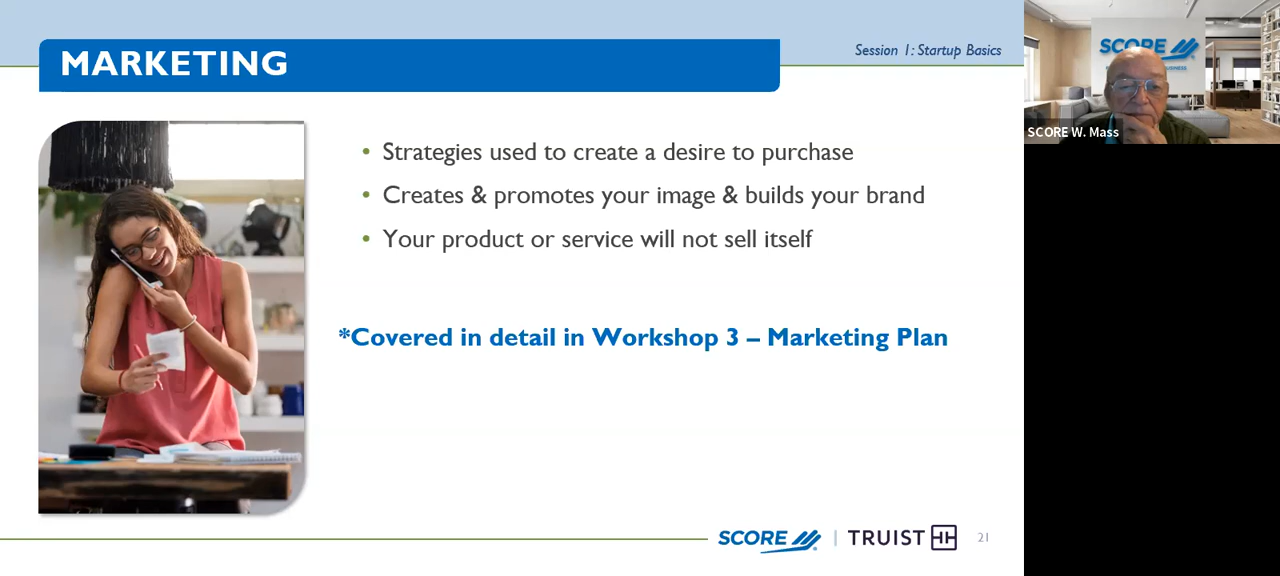 MARKETING
Session 1: Startup Basics
• Strategies used to create a desire to purchase
• Creates & promotes your image & builds your brand
• Your product or service will not sell itself
*Covered in detail in Workshop 3 – Marketing Plan
SCORE | TRUIST 21
SCORE
SCORE W. Mass